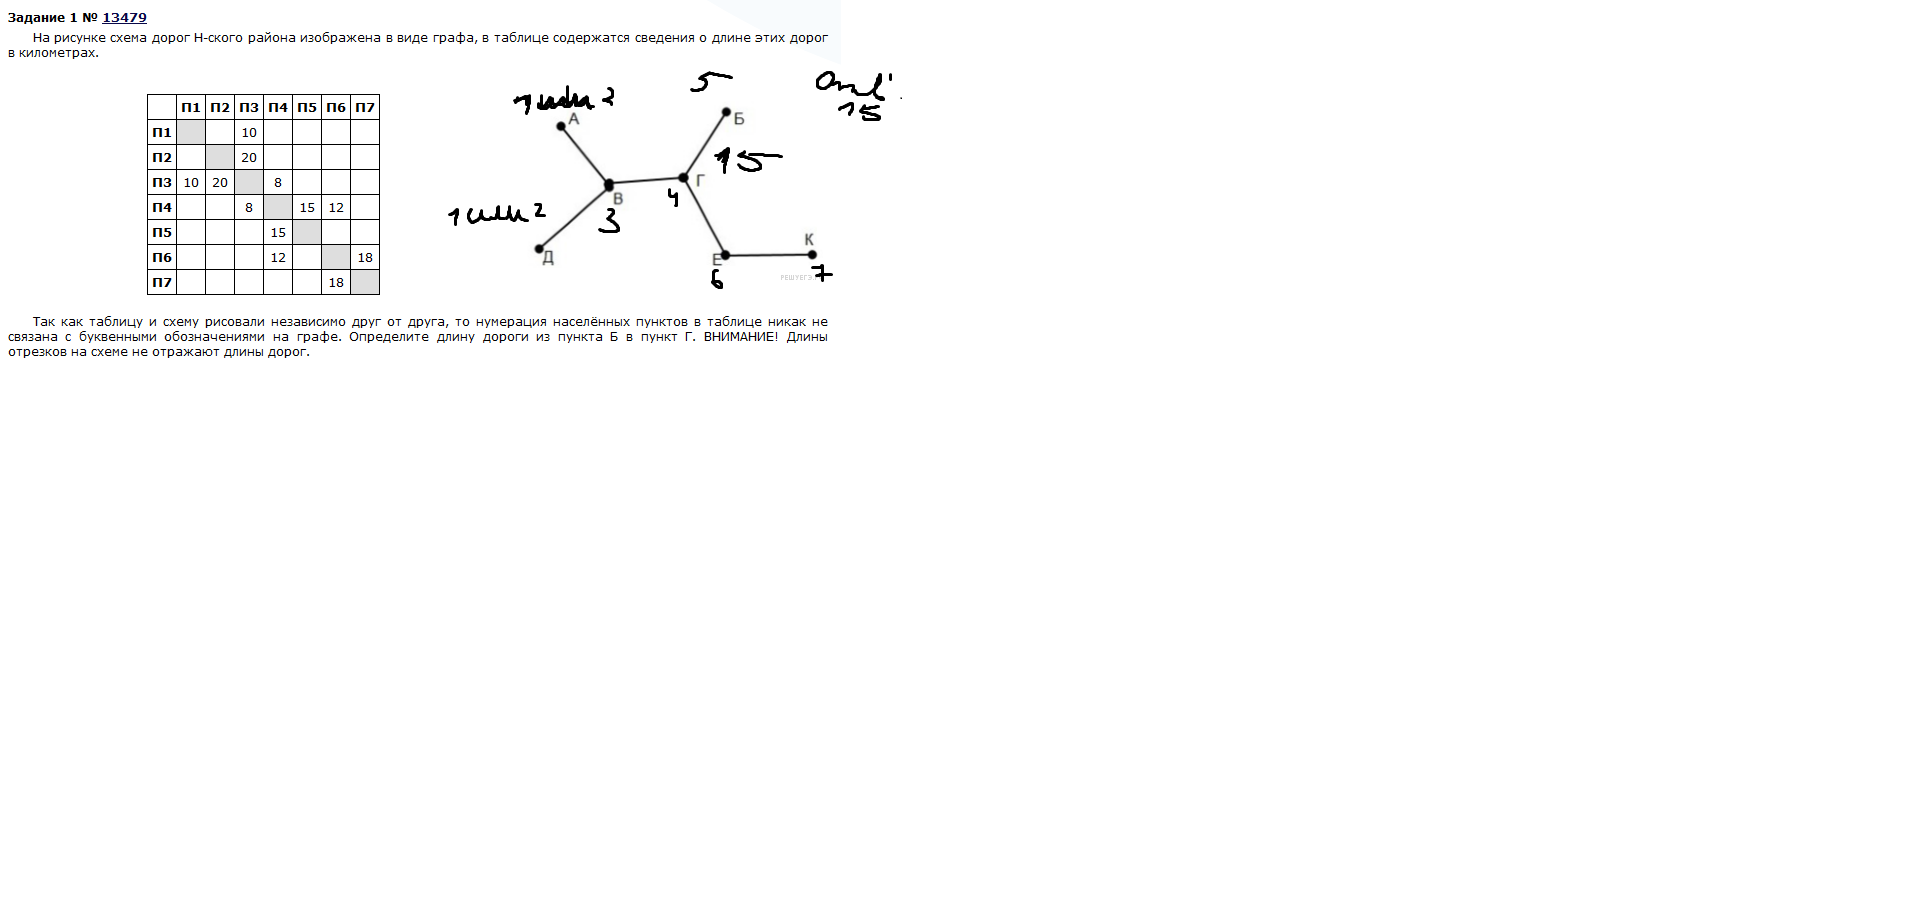 Задание 1 № 13479
На рисунке схема дорог Н-ского района изображена в виде графа, в таблице содержатся сведения о длине этих дорог
в километрах.
П1 П2 П3 П4 П5 П6 П7
П1 10
П2 20
П3 10 20 8
П4 8 15 12
П5 15
П6 12 18
П7 18
1 или 2
А
5
Б
Отв:
15
15
Г
В
4
1 или 2
3
Д
К
Е
6
РЕШУЕГЭ
7
Так как таблицу и схему рисовали независимо друг от друга, то нумерация населённых пунктов в таблице никак не
связана с буквенными обозначениями на графе. Определите длину дороги из пункта Б в пункт Г. ВНИМАНИЕ! Длины
отрезков на схеме не отражают длины дорог.